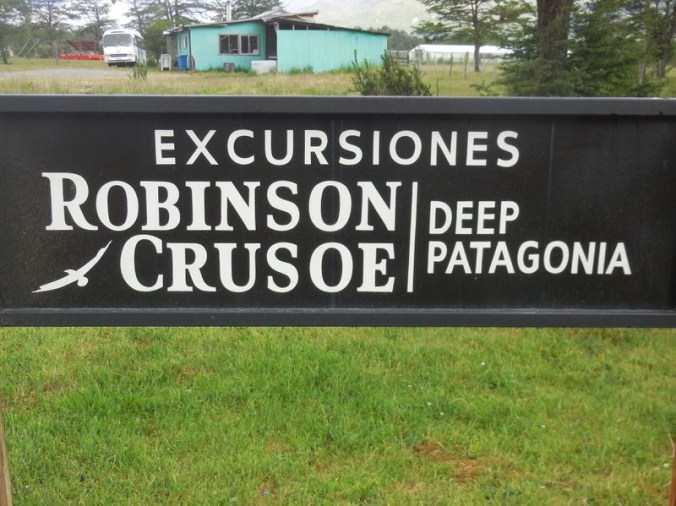 EXCURSIONES
ROBINSON
CRUSOE
DEEP
PATAGONIA